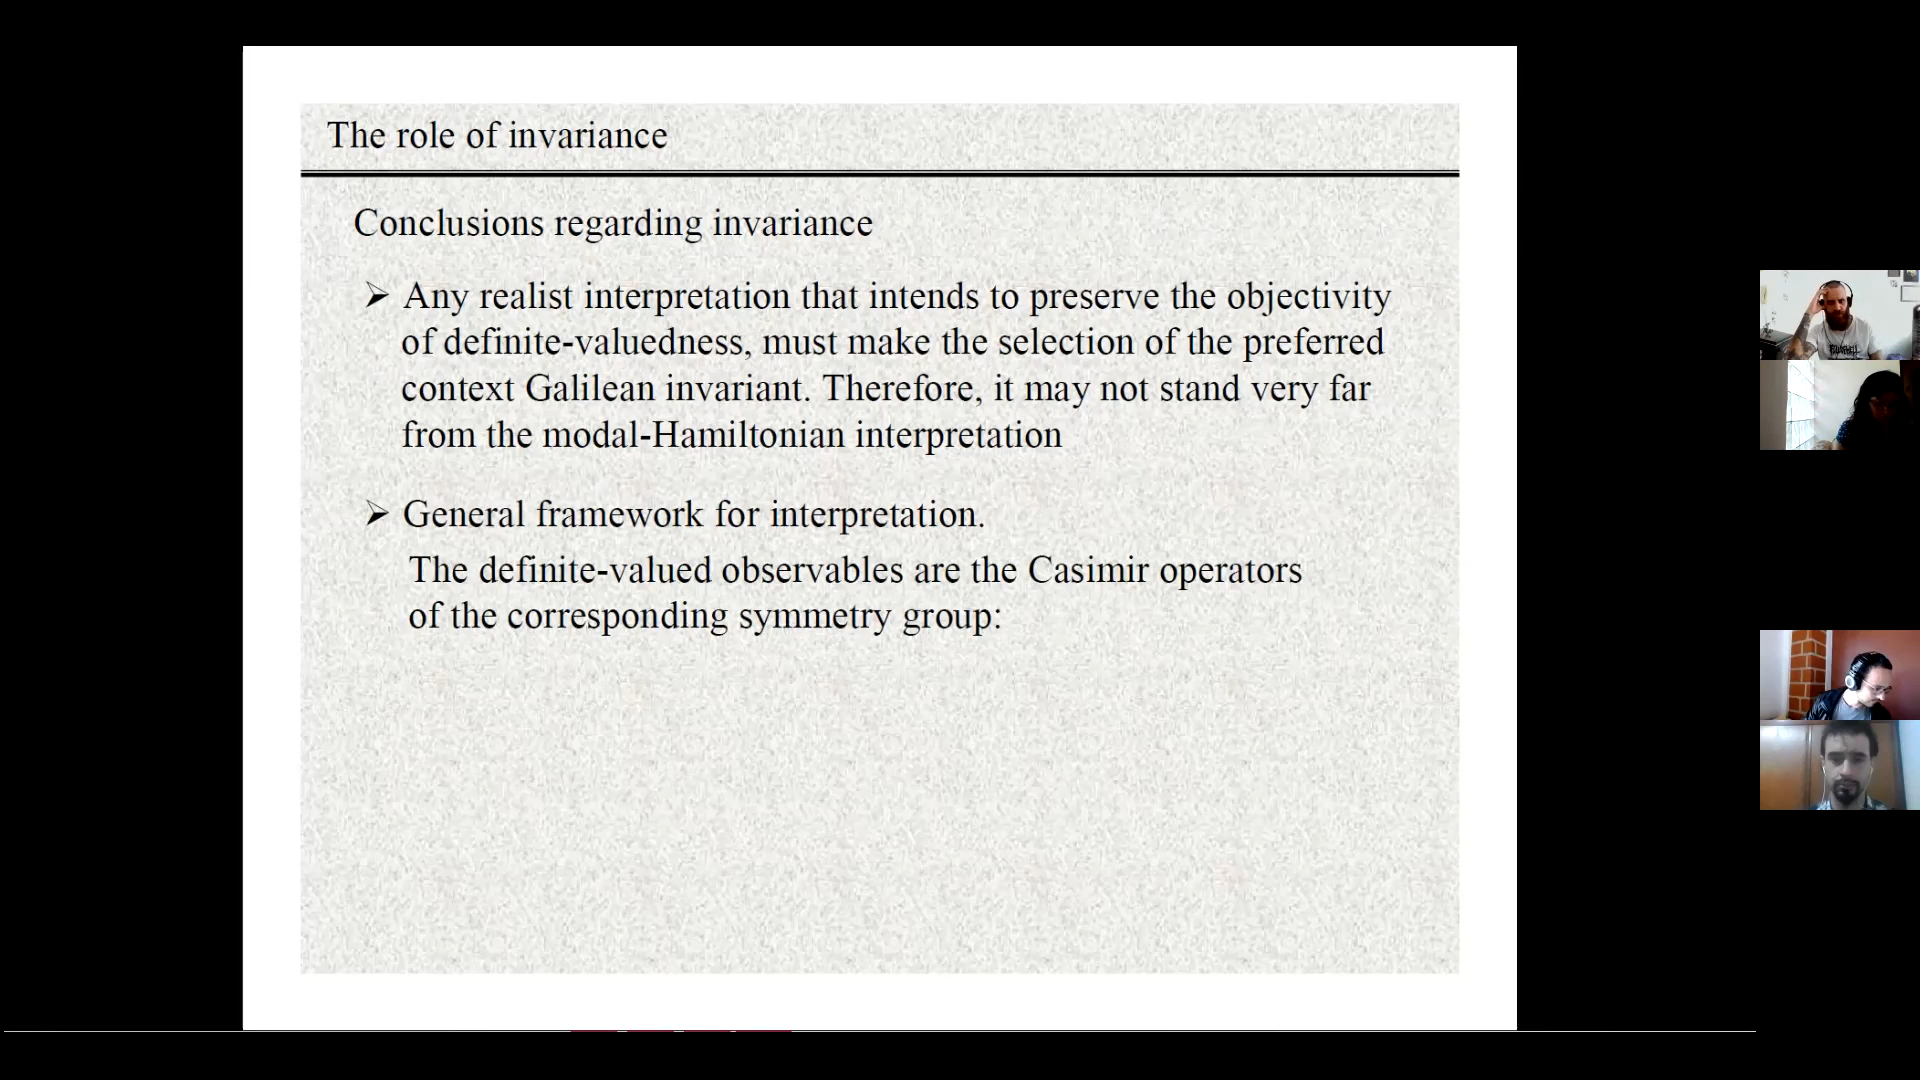 The role of invariance
Conclusions regarding invariance
➢ Any realist interpretation that intends to preserve the objectivity
of definite-valuedness, must make the selection of the preferred
context Galilean invariant. Therefore, it may not stand very far
from the modal-Hamiltonian interpretation
➢ General framework for interpretation.
The definite-valued observables are the Casimir operators
of the corresponding symmetry group: